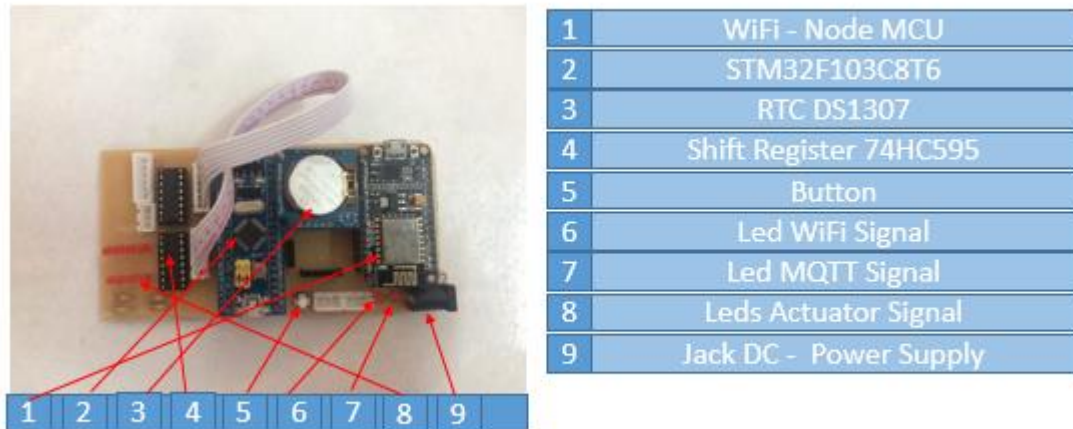 1 WiFi - Node MCU
2 STM32F103C8T6
3 RTC DS1307
4 Shift Register 74HC595
5 Button
6 Led WiFi Signal
7 Led MQTT Signal
8 Leds Actuator Signal
9 Jack DC - Power Supply
1 2 3 4 5 6 7 8 9